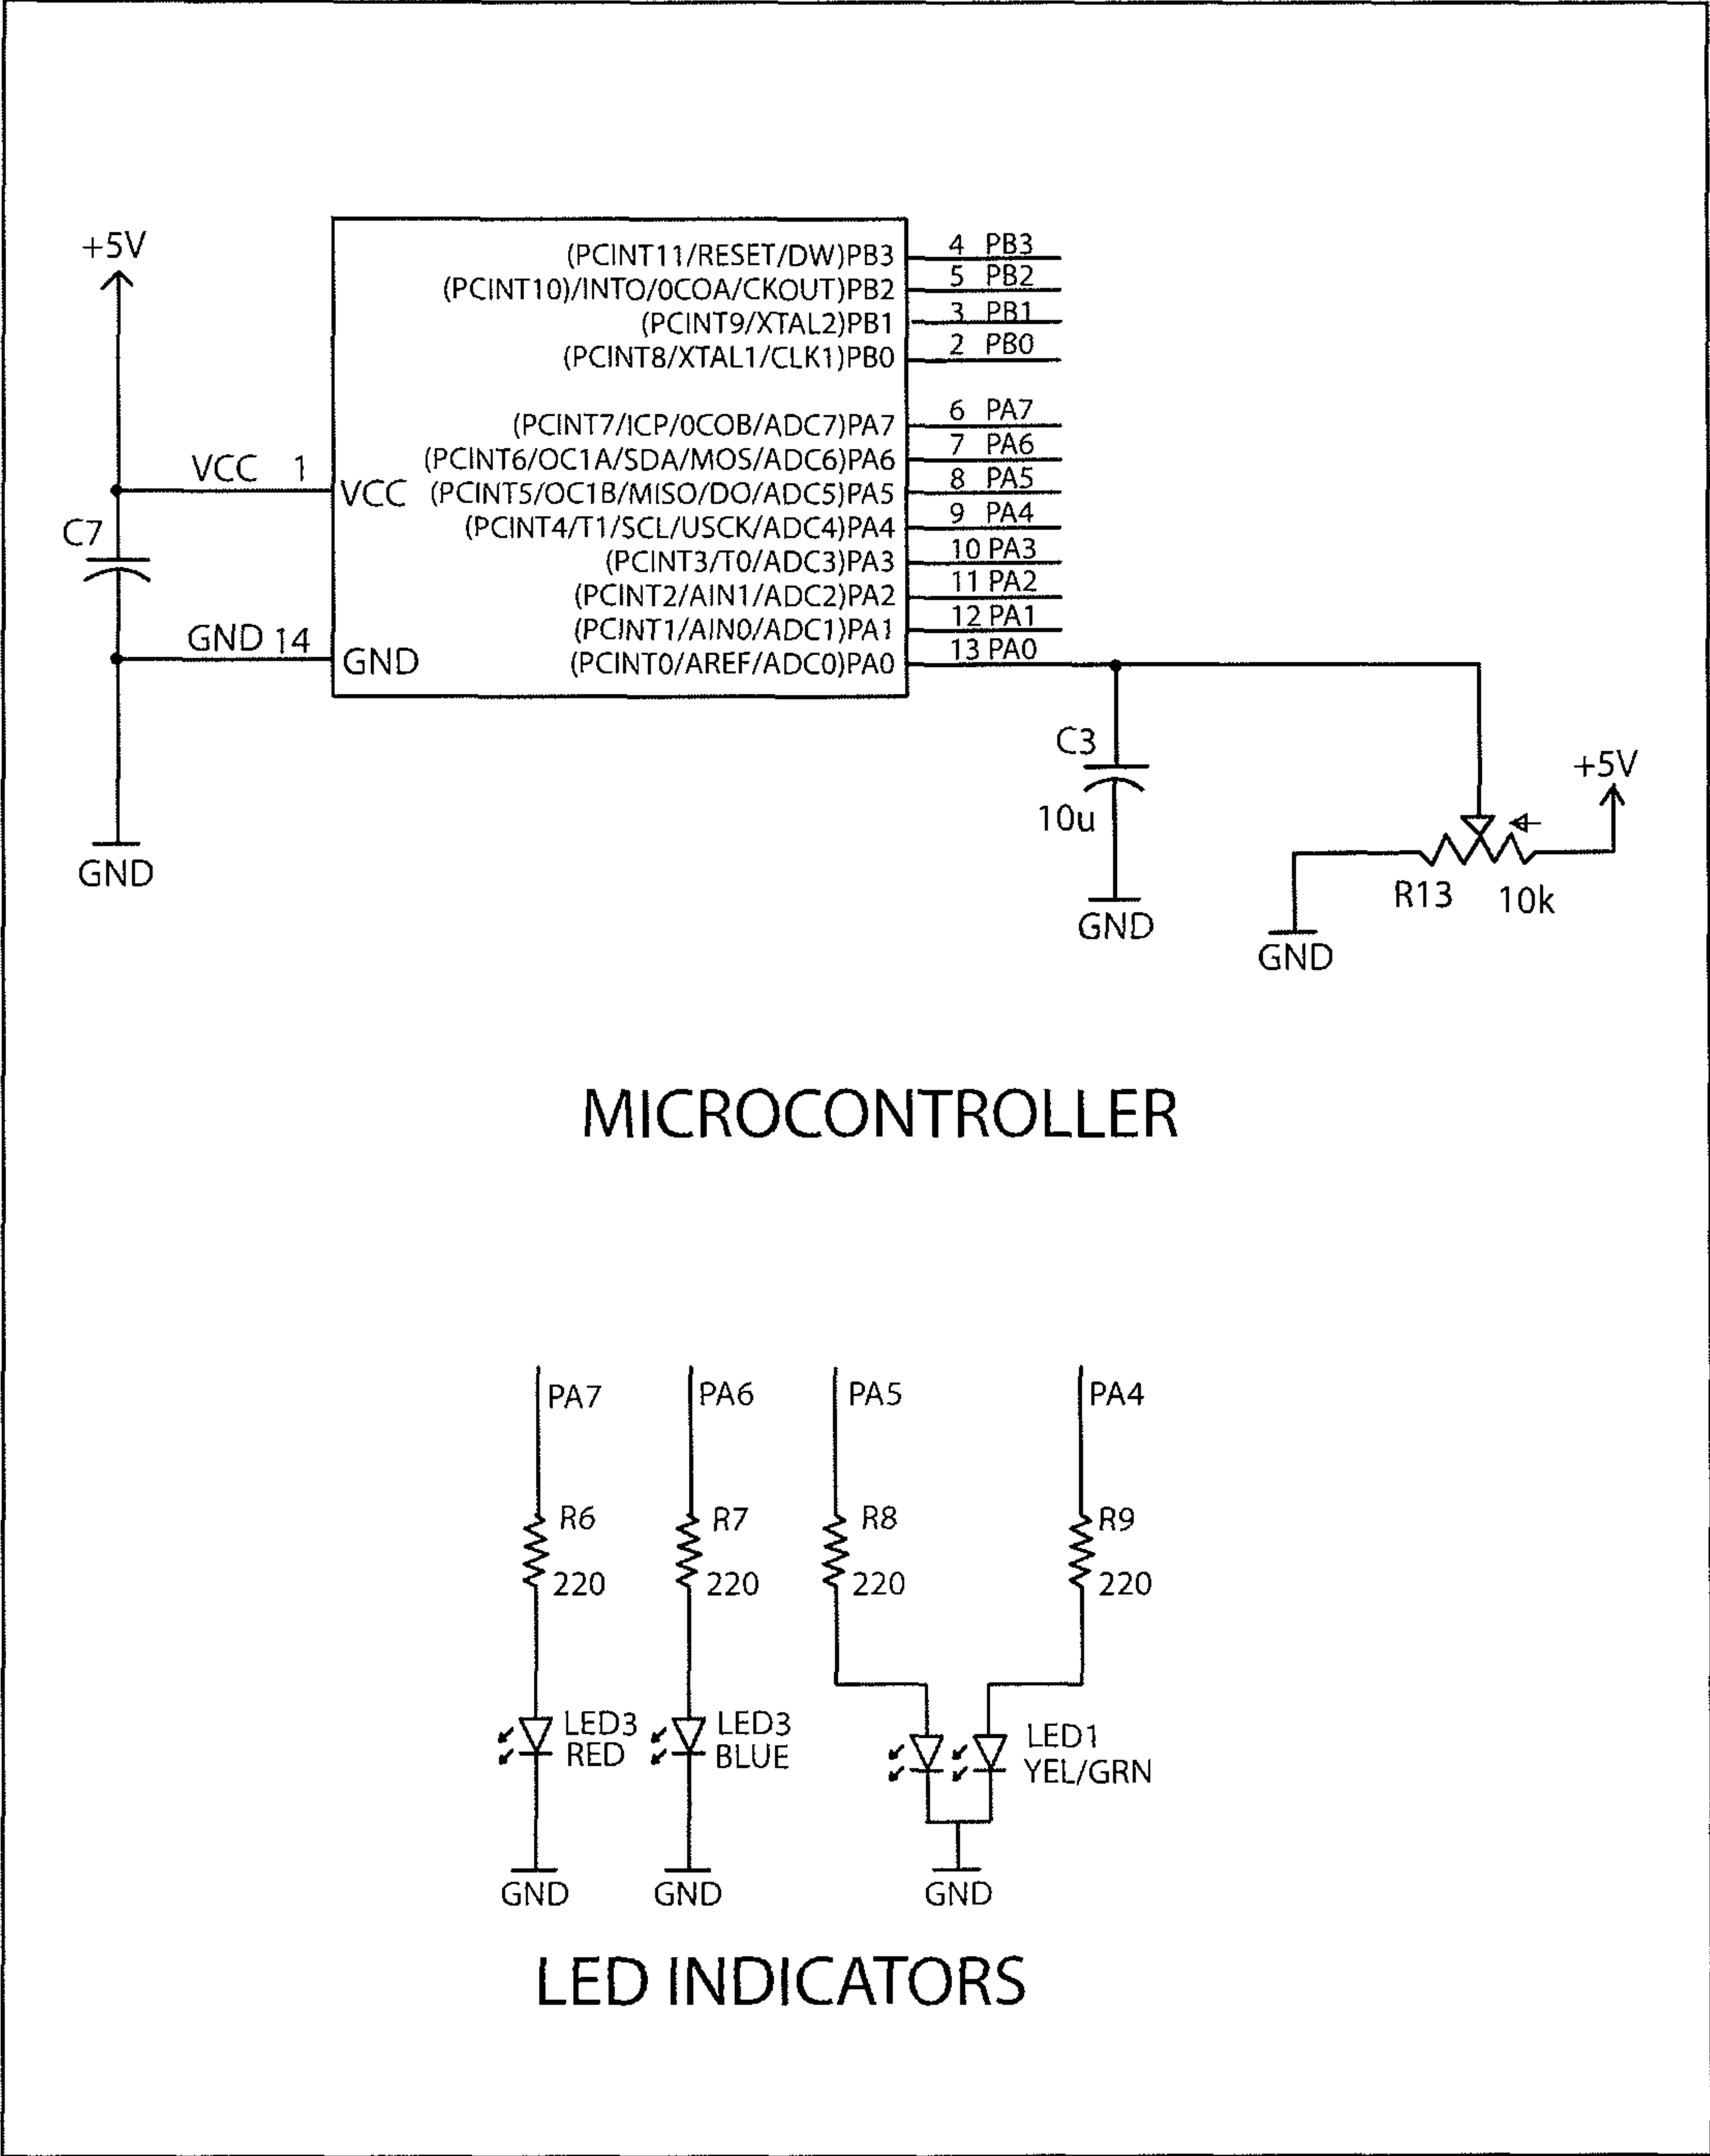 +5V
(PCINT11/RESET/DW)PB3 4 PB3
(PCINT10)/INTO/0COA/CKOUT)PB2 5 PB2
(PCINT9/XTAL2)PB1 3 PB1
(PCINT8/XTAL1/CLK1)PB0 2 PB0
(PCINT7/ICP/0COB/ADC7)PA7 6 PA7
(PCINT6/OC1A/SDA/MOS/ADC6)PA6 7 PA6
VCC 1 VCC (PCINT5/OC1B/MISO/DO/ADC5)PA5 8 PA5
C7 (PCINT4/T1/SCL/USCK/ADC4)PA4 9 PA4
(PCINT3/T0/ADC3)PA3 10 PA3
(PCINT2/AIN1/ADC2)PA2 11 PA2
(PCINT1/AIN0/ADC1)PA1 12 PA1
GND 14 GND (PCINT0/AREF/ADC0)PA0 13 PA0
C3 +5V
10u
GND R13 10k
GND GND
MICROCONTROLLER
PA7 PA6 PA5 PA4
R6 R7 R8 R9
220 220 220 220
LED3 LED3 LED1
RED BLUE YEL/GRN
GND GND GND
LED INDICATORS